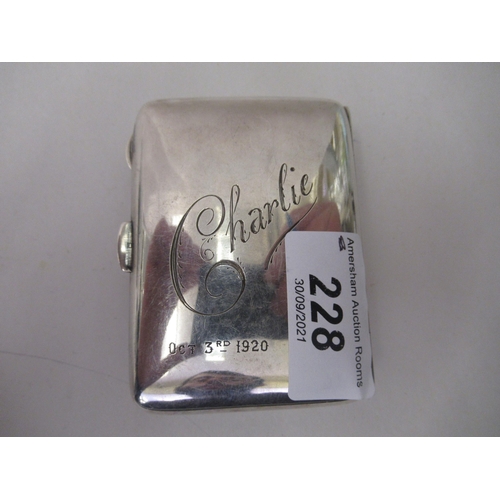 Charlie
OCT 3RD 1920
228
Amersham Auction Rooms
30/09/2021